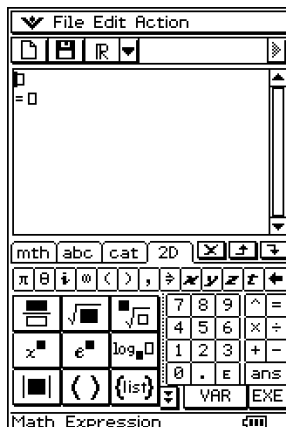 File Edit Action
ℝ
=
mth abc cat 2D
π θ i ∞ ( ) , ⇒ x y z t ←
√ √ 7 8 9 ^ =
4 5 6 × ÷
x e log 1 2 3 + −
| | ( ) {list} 0 . E ans
VAR EXE
Math Expression